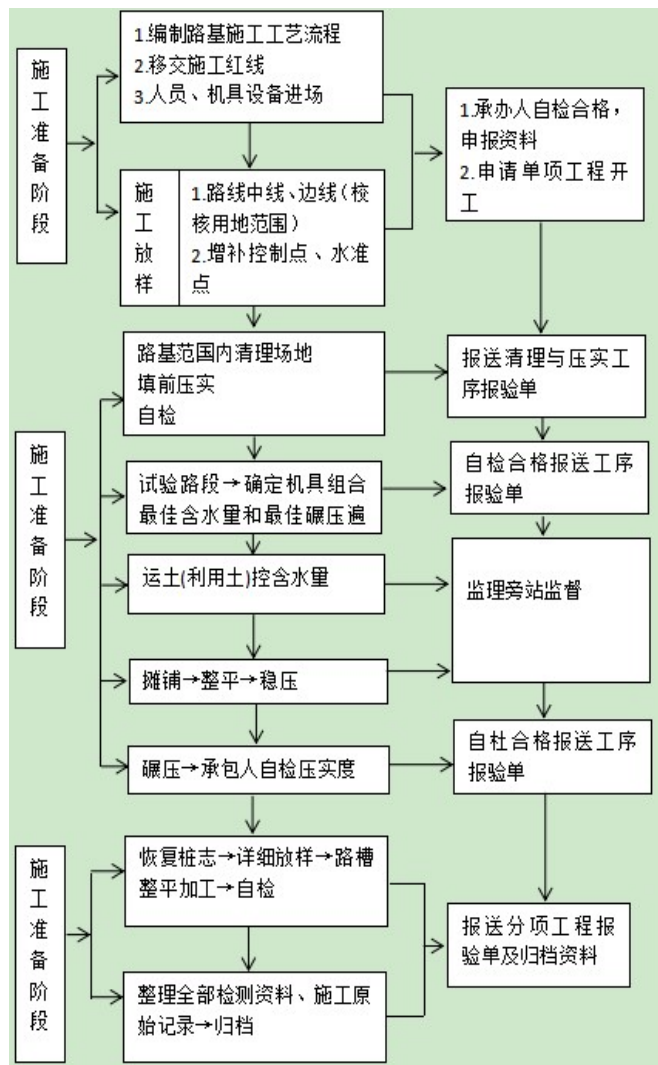 施工准备阶段
1.编制路基施工工艺流程
2.移交施工红线
3.人员、机具设备进场
施工放样
1.路线中线、边线(校
核用地范围)
2.增补控制点、水准
点
1.承办人自检合格,
申报资料
2.申请单项工程开
工
施工准备阶段
路基范围内清理场地
填前压实
自检
报送清理与压实工
序报验单
试验路段→确定机具组合
最佳含水量和最佳碾压遍
自检合格报送工序
报验单
运土(利用土)控含水量
监理旁站监督
摊铺→整平→稳压
碾压→承包人自检压实度
自杜合格报送工序
报验单
施工准备阶段
恢复桩志→详细放样→路槽
整平加工→自检
报送分项工程报
验单及归档资料
整理全部检测资料、施工原
始记录→归档